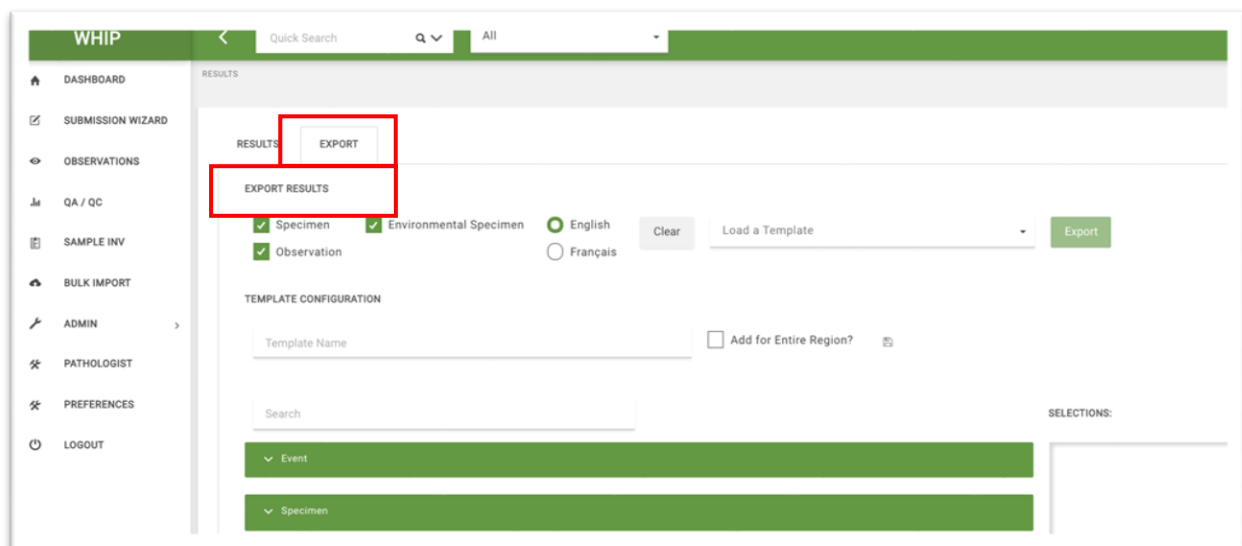 WHIP
Quick Search
All
DASHBOARD
SUBMISSION WIZARD
OBSERVATIONS
QA / QC
SAMPLE INV
BULK IMPORT
ADMIN
PATHOLOGIST
PREFERENCES
LOGOUT
RESULTS
RESULTS EXPORT
EXPORT RESULTS
Specimen Environmental Specimen English Clear Load a Template Export
Observation Français
TEMPLATE CONFIGURATION
Template Name Add for Entire Region?
Search SELECTIONS:
Event
Specimen